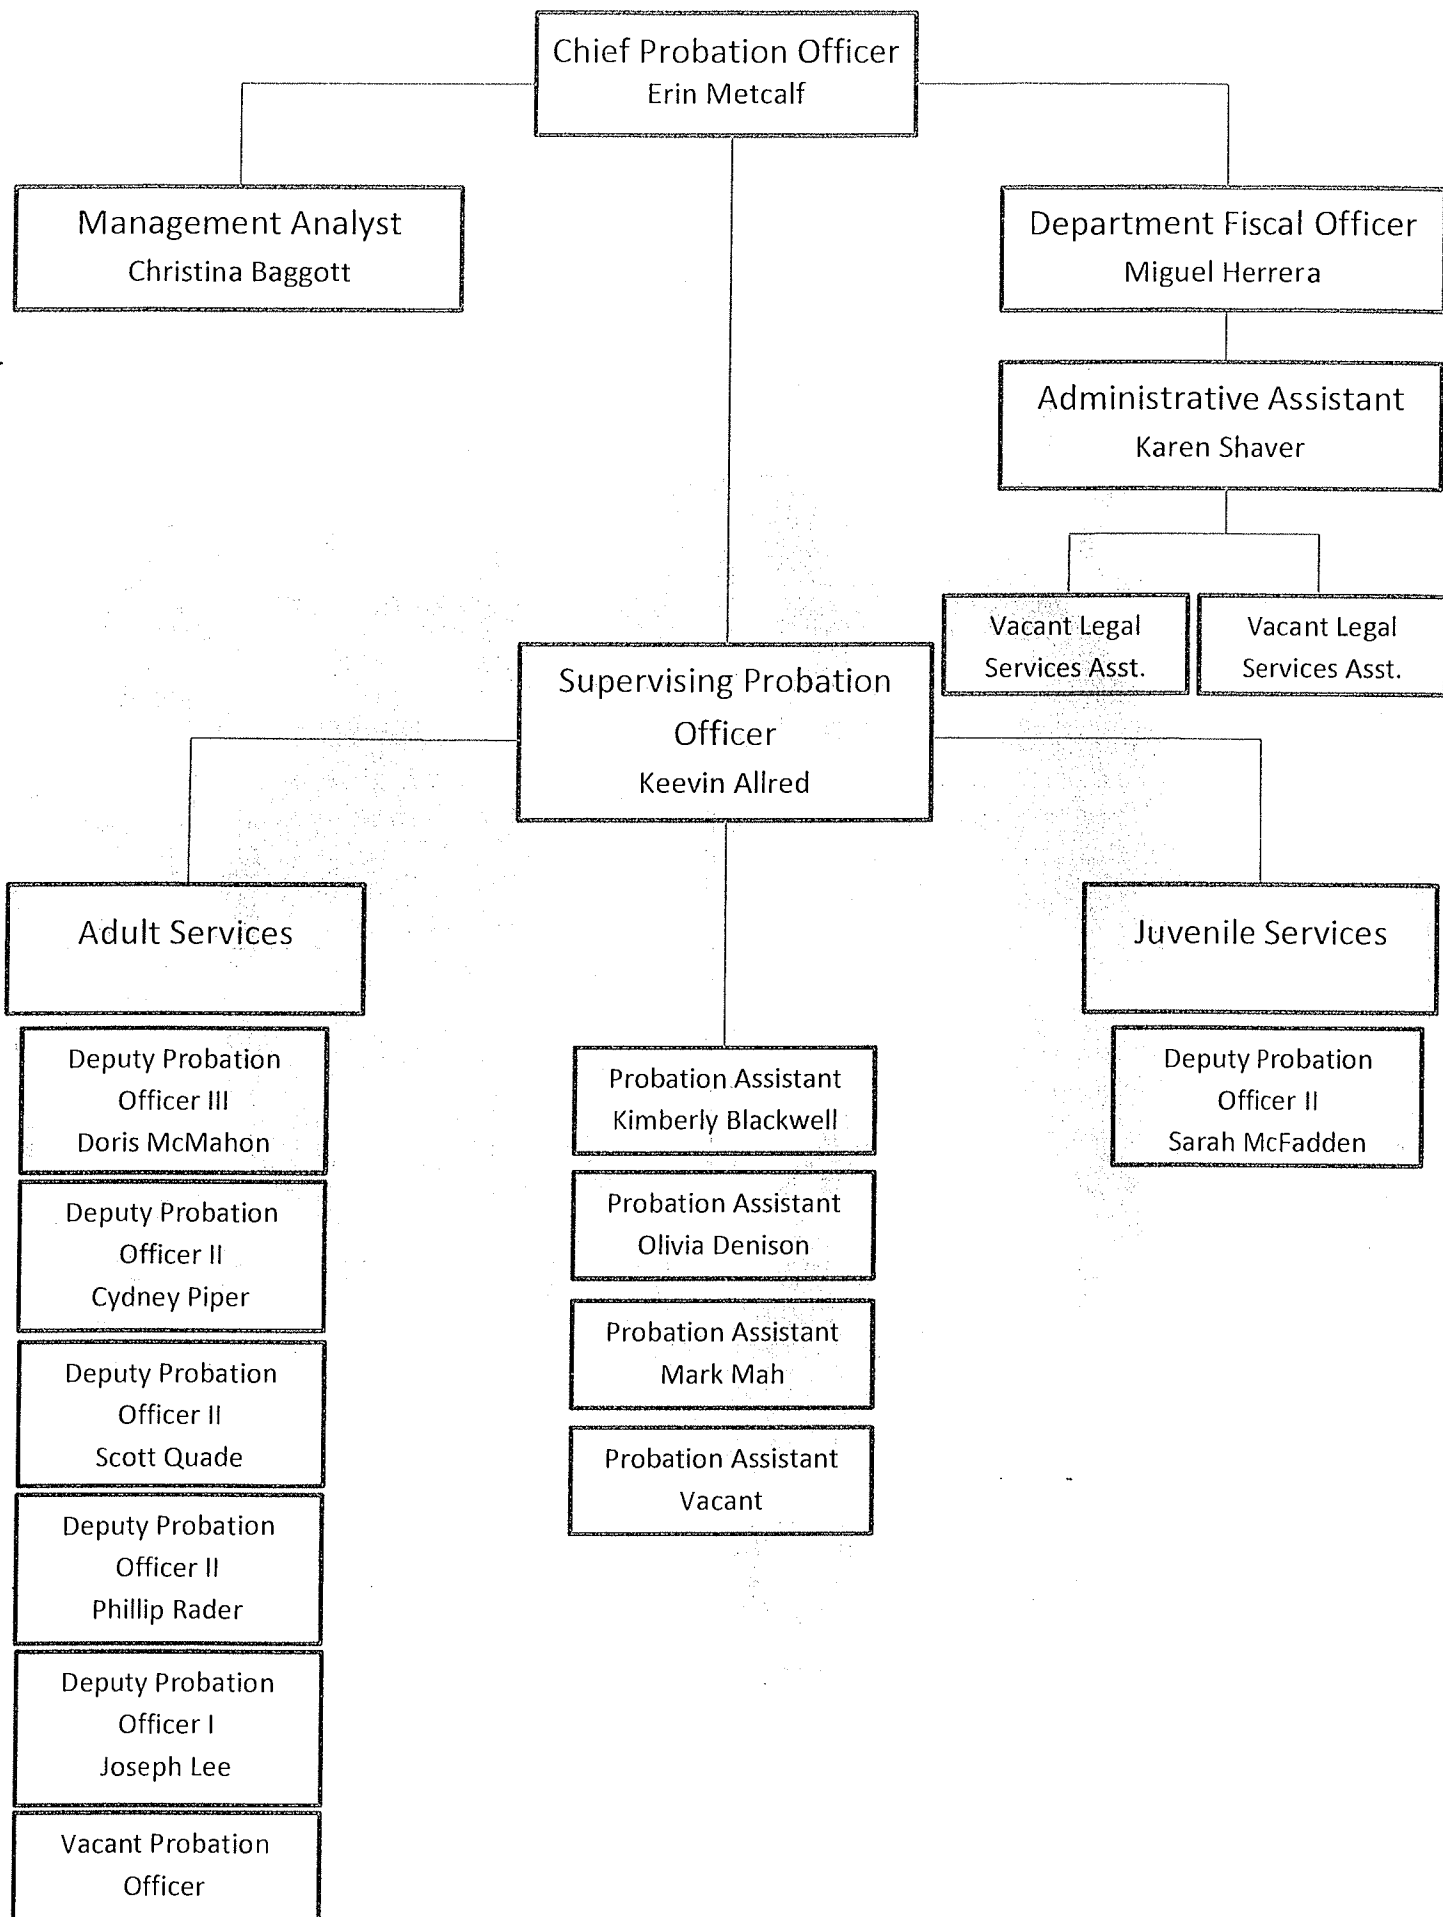 Chief Probation Officer
Erin Metcalf
Management Analyst
Christina Baggott
Department Fiscal Officer
Miguel Herrera
Administrative Assistant
Karen Shaver
Vacant Legal
Services Asst.
Vacant Legal
Services Asst.
Supervising Probation
Officer
Keevin Allred
Adult Services
Deputy Probation
Officer III
Doris McMahon
Deputy Probation
Officer II
Cydney Piper
Deputy Probation
Officer II
Scott Quade
Deputy Probation
Officer II
Phillip Rader
Deputy Probation
Officer I
Joseph Lee
Vacant Probation
Officer
Probation Assistant
Kimberly Blackwell
Probation Assistant
Olivia Denison
Probation Assistant
Mark Mah
Probation Assistant
Vacant
Juvenile Services
Deputy Probation
Officer II
Sarah McFadden